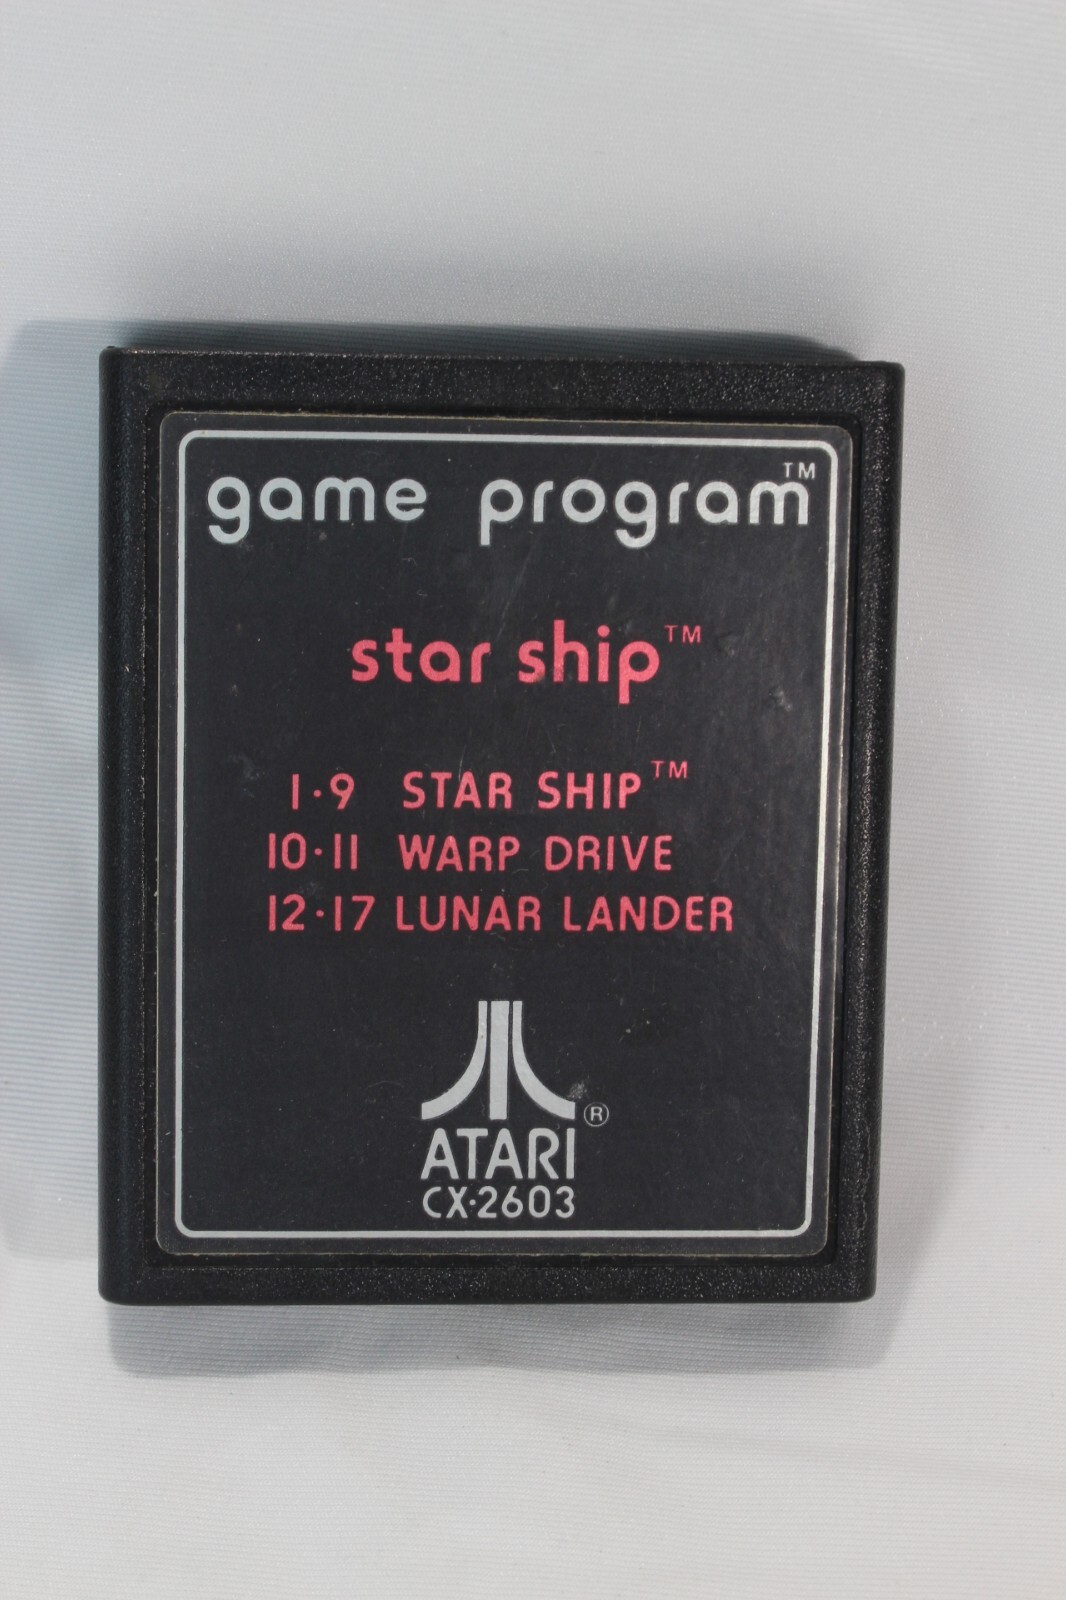 game program™
star ship™
1·9 STAR SHIP™
10·11 WARP DRIVE
12·17 LUNAR LANDER
®
ATARI
CX·2603